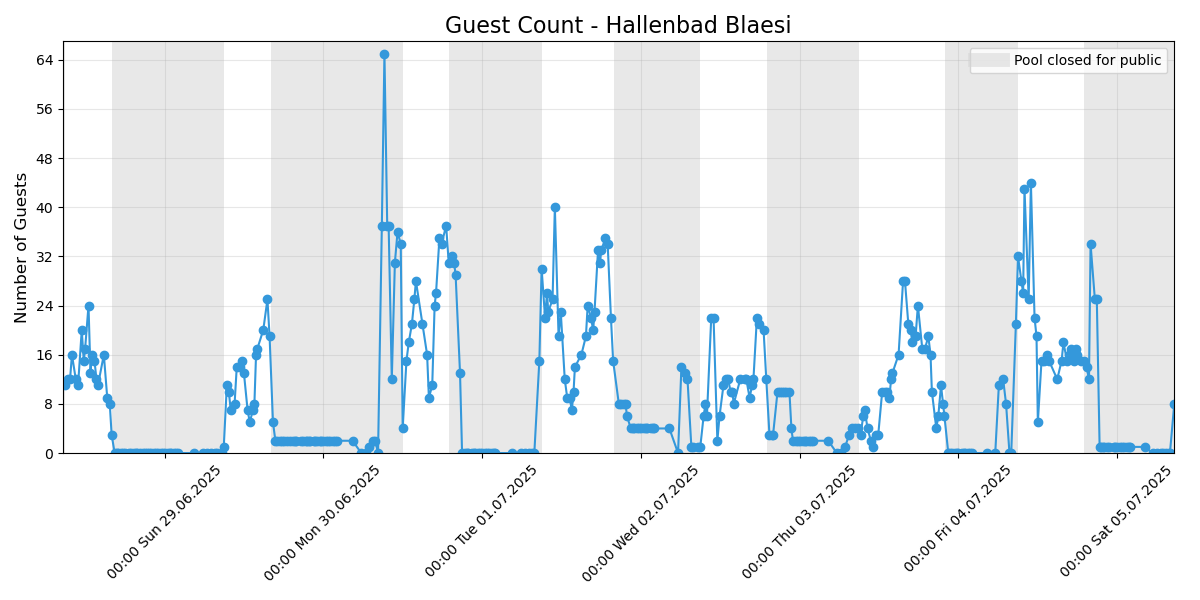 Guest Count - Hallenbad Blaesi
Pool closed for public
Number of Guests
64
56
48
40
32
24
16
8
0
00:00 Sun 29.06.2025
00:00 Mon 30.06.2025
00:00 Tue 01.07.2025
00:00 Wed 02.07.2025
00:00 Thu 03.07.2025
00:00 Fri 04.07.2025
00:00 Sat 05.07.2025